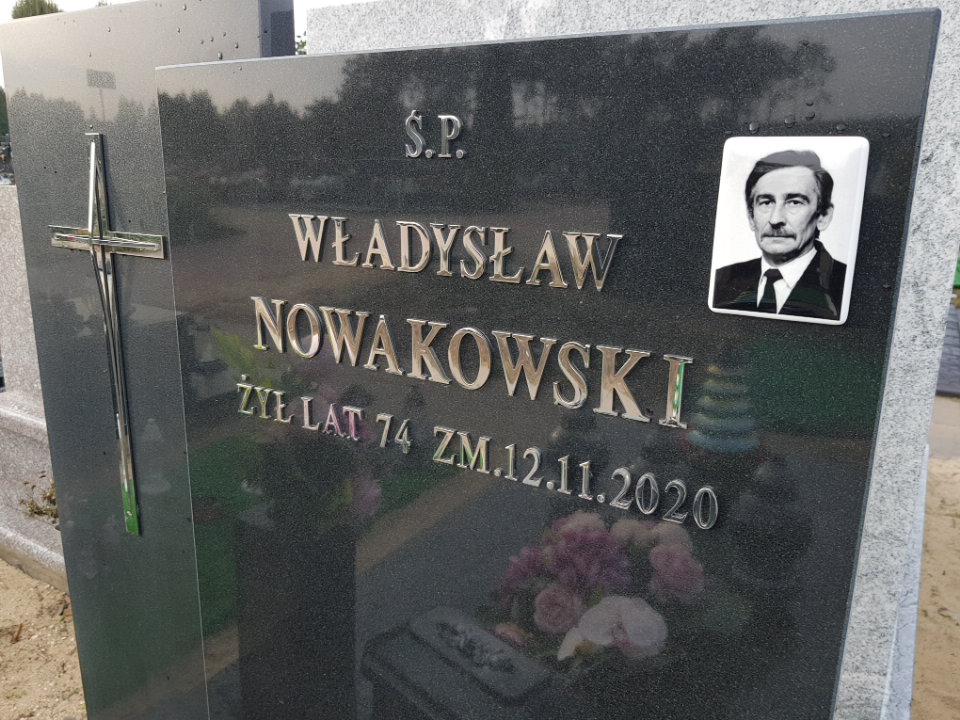 Ś.P.
WŁADYSŁAW
NOWAKOWSKI
ŻYŁ LAT 74 ZM.12.11.2020